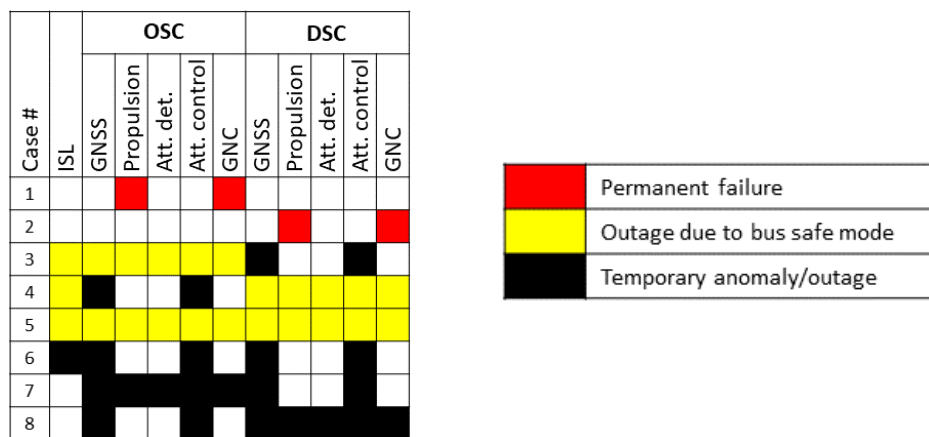 OSC DSC
Case # ISL GNSS Propulsion Att. det. Att. control GNC GNSS Propulsion Att. det. Att. control GNC
1
2
3
4
5
6
7
8
Permanent failure
Outage due to bus safe mode
Temporary anomaly/outage